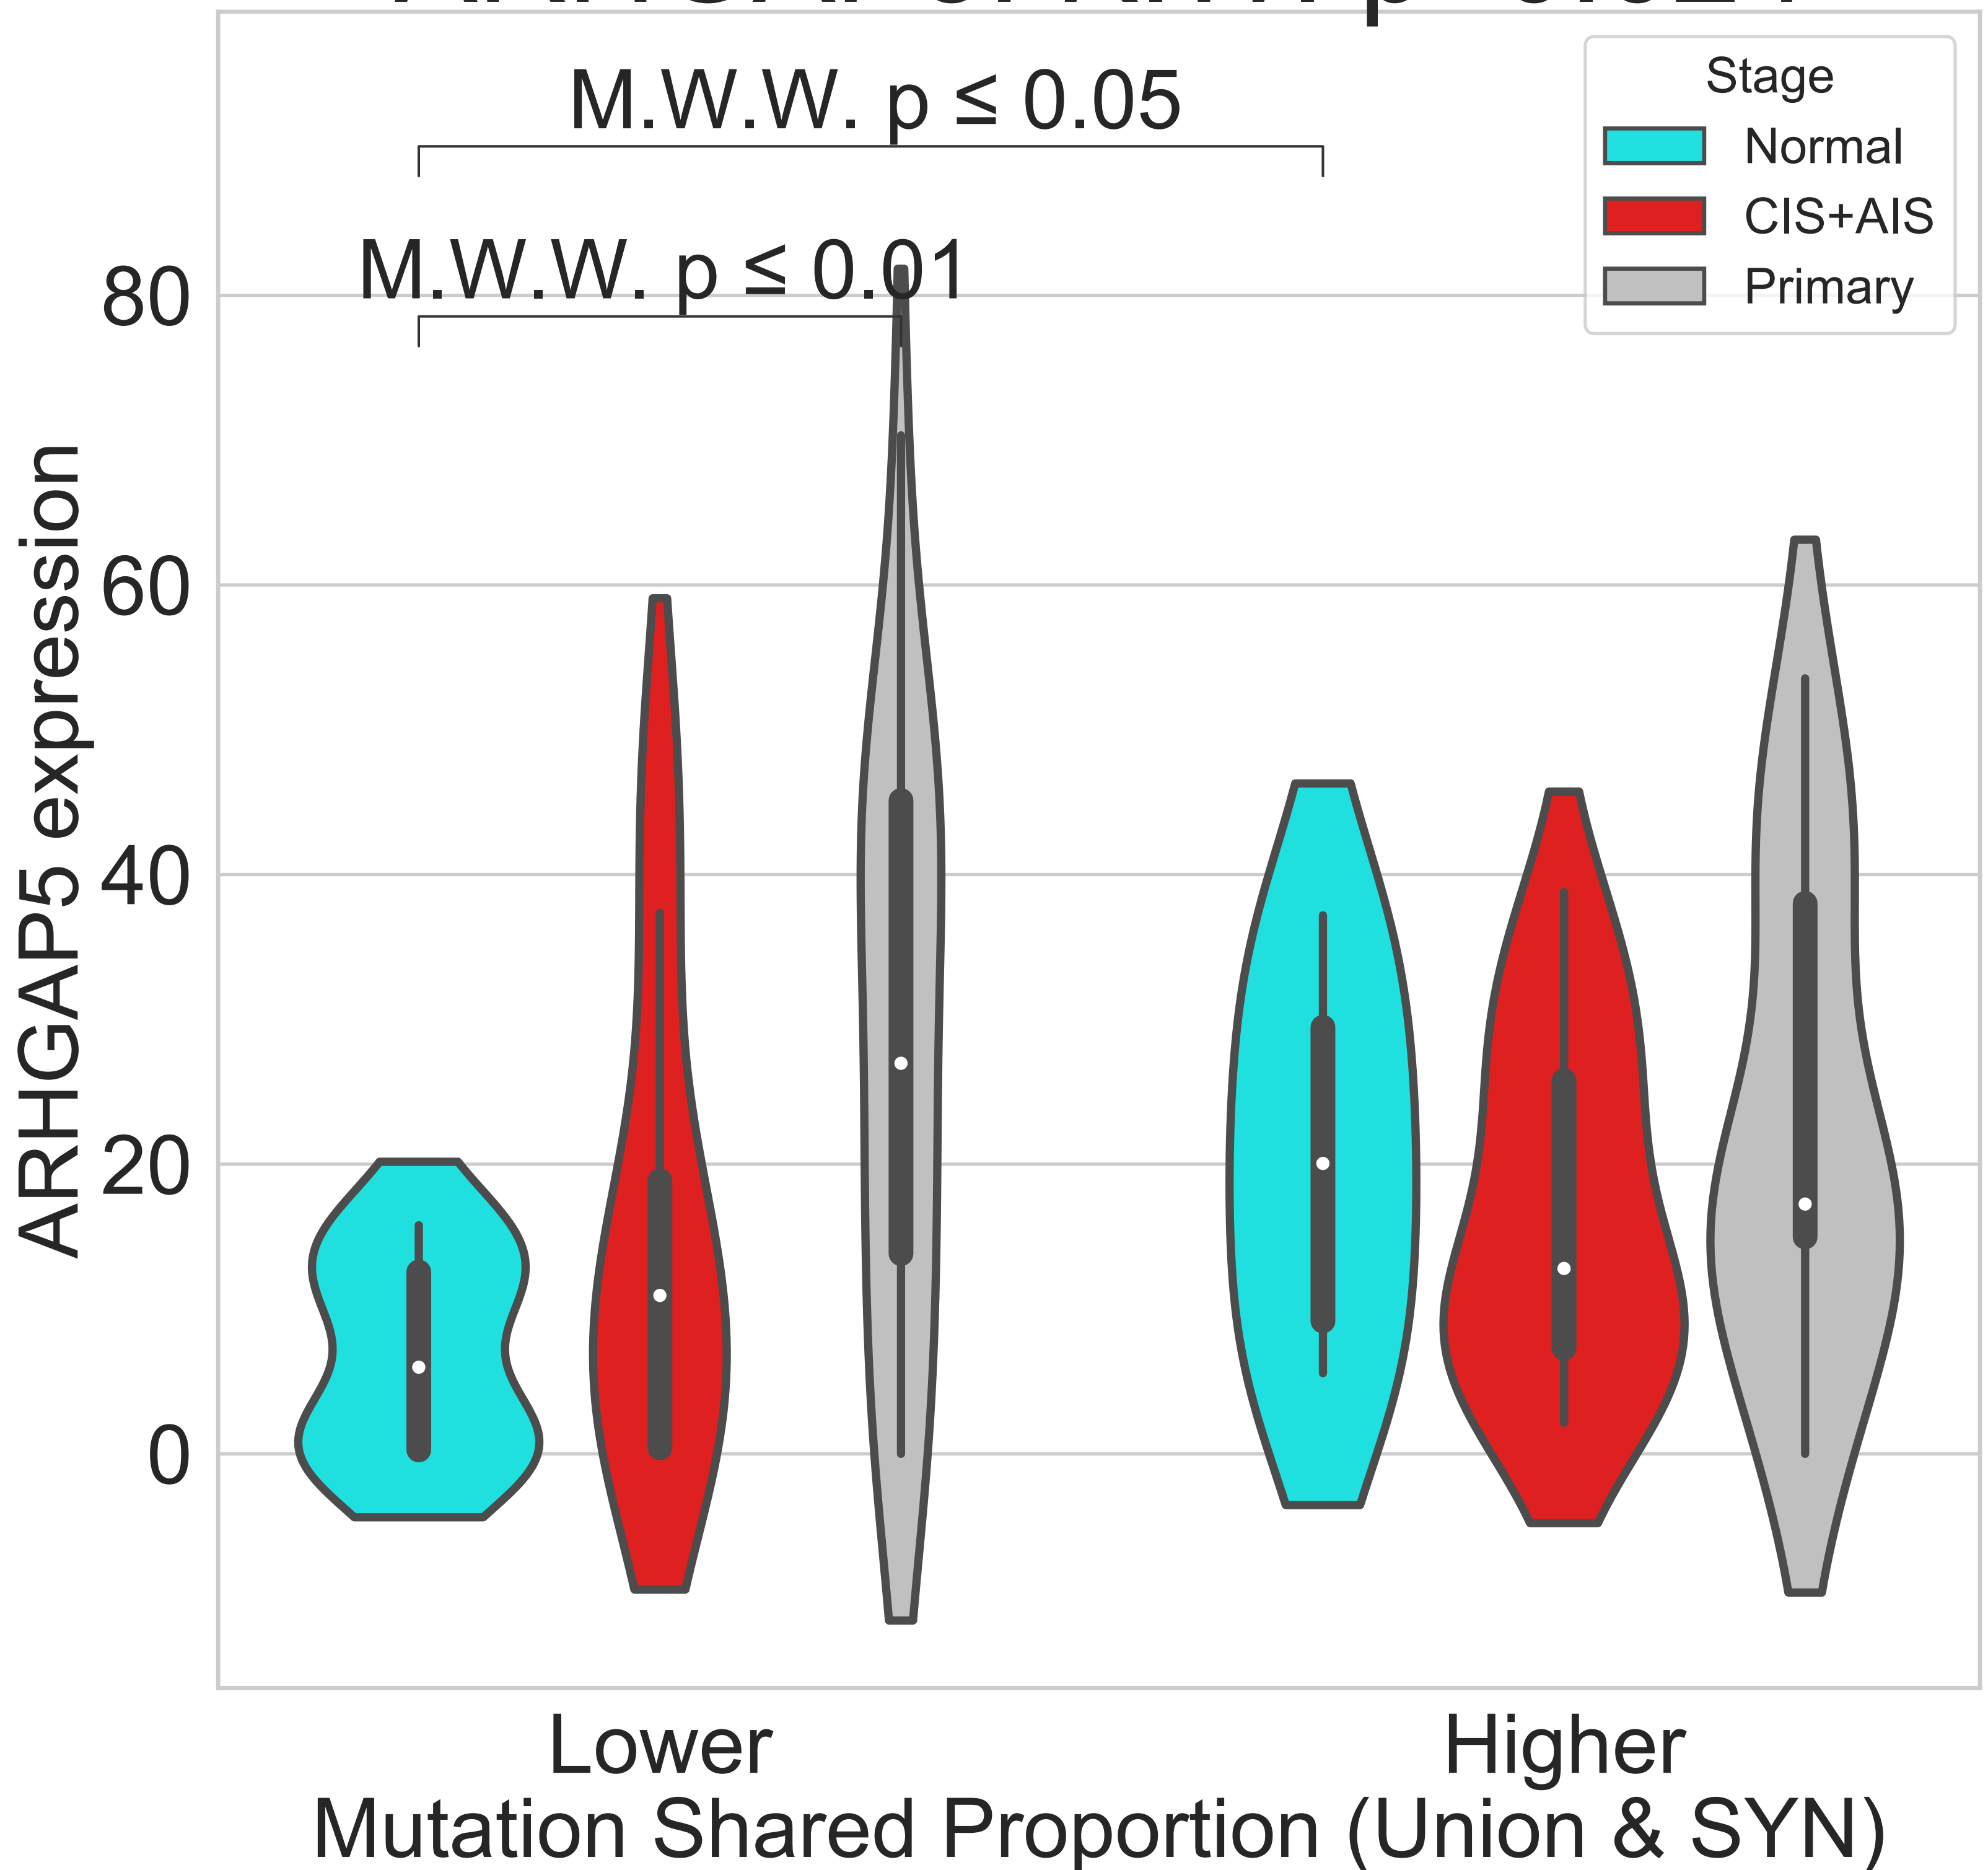 M.W.W. p ≤ 0.05
M.W.W. p ≤ 0.01
Stage
Normal
CIS+AIS
Primary
ARHGAP5 expression
80
60
40
20
0
Lower
Higher
Mutation Shared Proportion (Union & SYN)